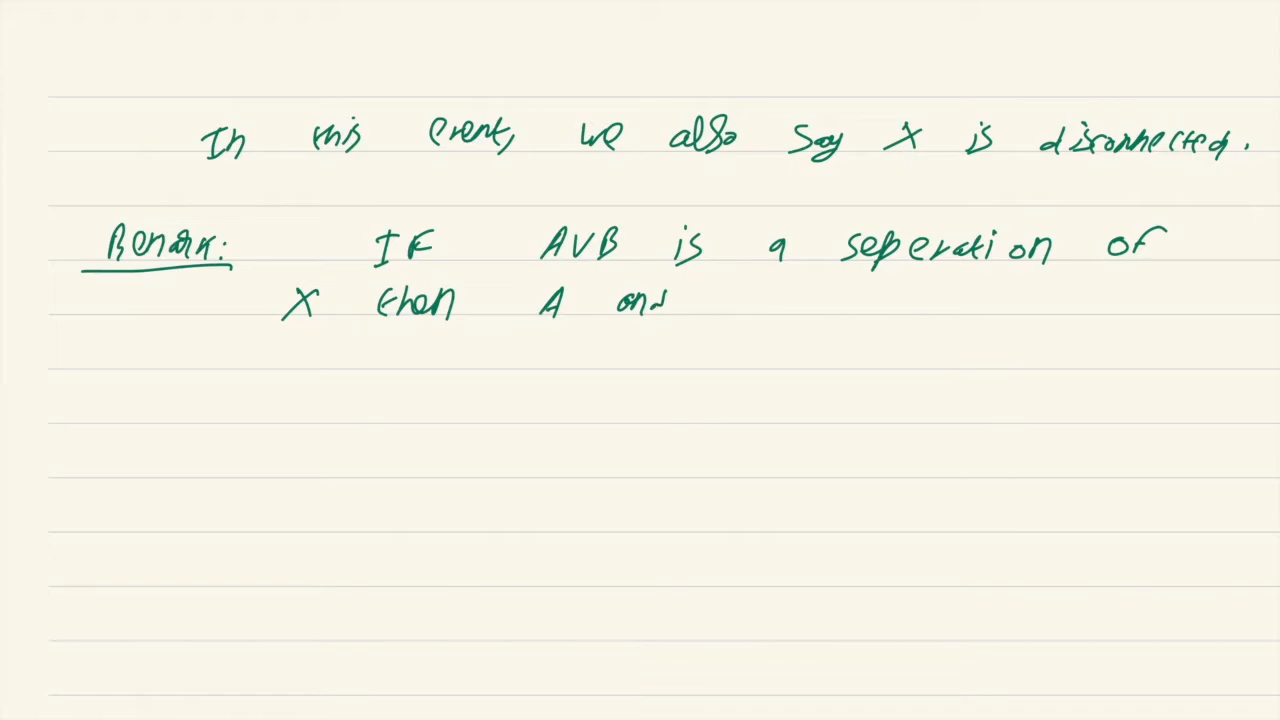 In this event, we also say X is disconnected.
Remark: If AVB is a seperation of
X then A and